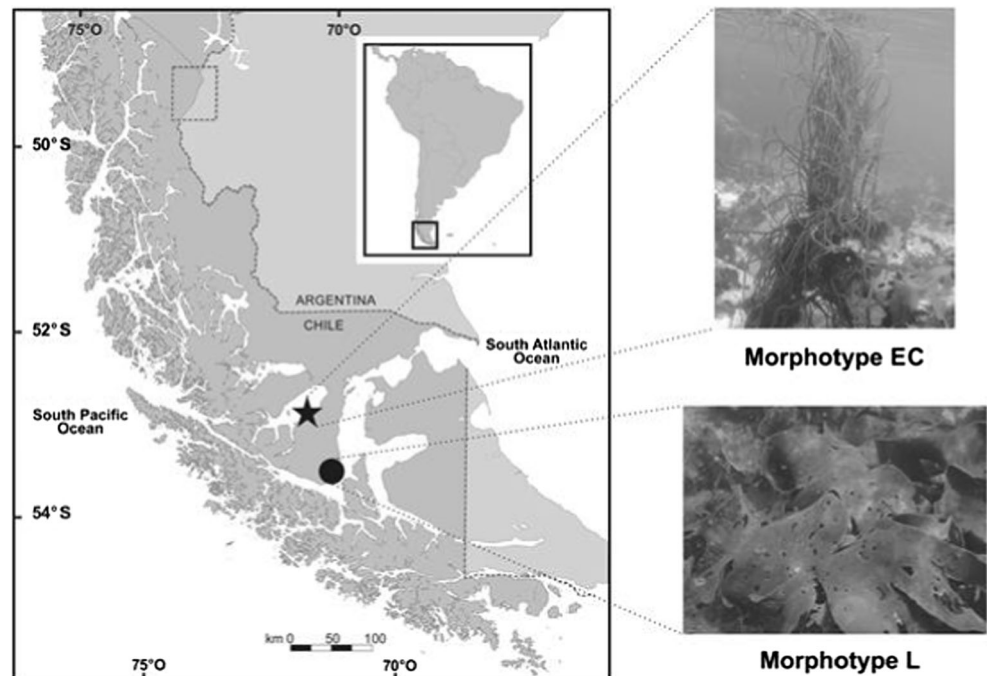 75°O
70°O
50°S
ARGENTINA
CHILE
52°S
South Atlantic
Ocean
Morphotype EC
South Pacific
Ocean
54°S
km 0 50 100
75°O
70°O
Morphotype L